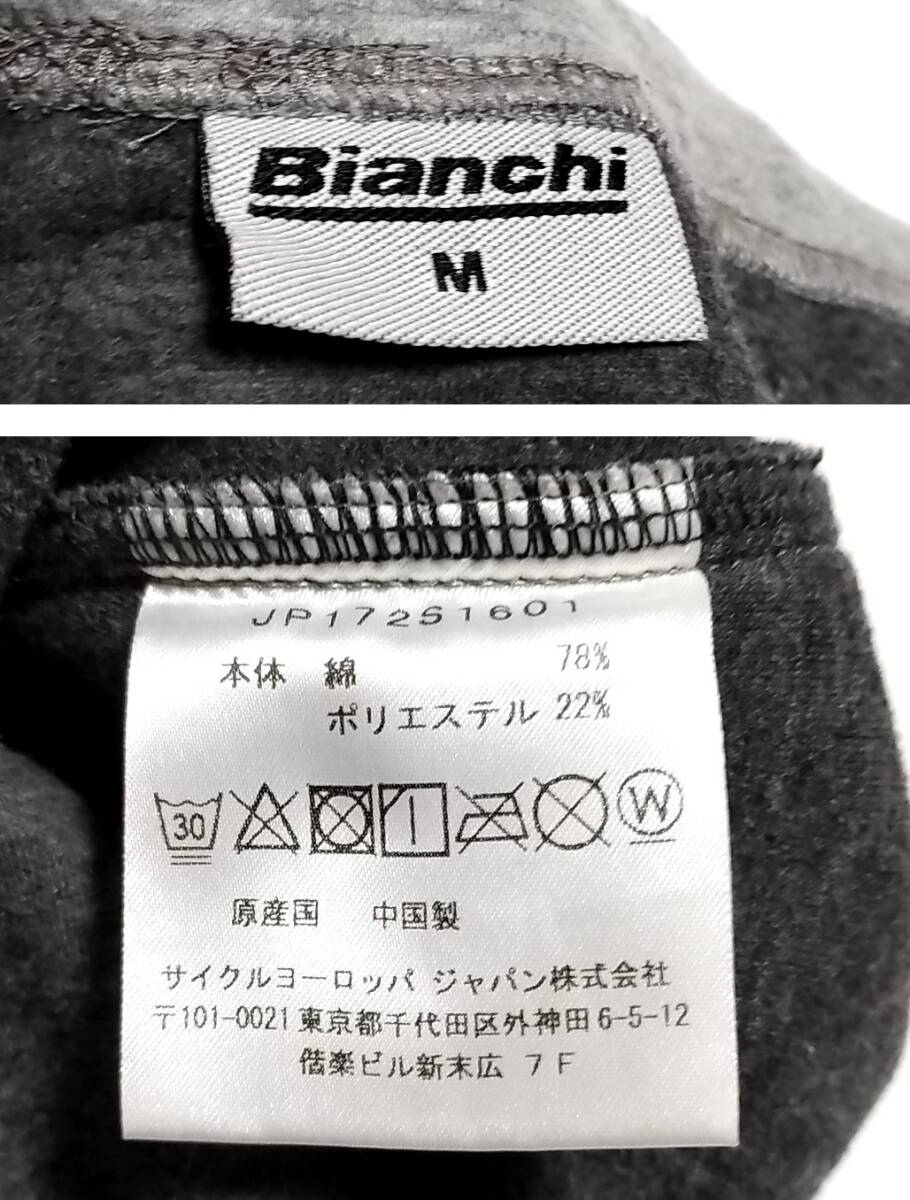 Bianchi
M
JP172S1601
本体 綿 78%
ポリエステル 22%
30 W
原産国 中国製
サイクルヨーロッパ ジャパン株式会社
〒101-0021 東京都千代田区外神田6-5-12
偕楽ビル新末広 7F